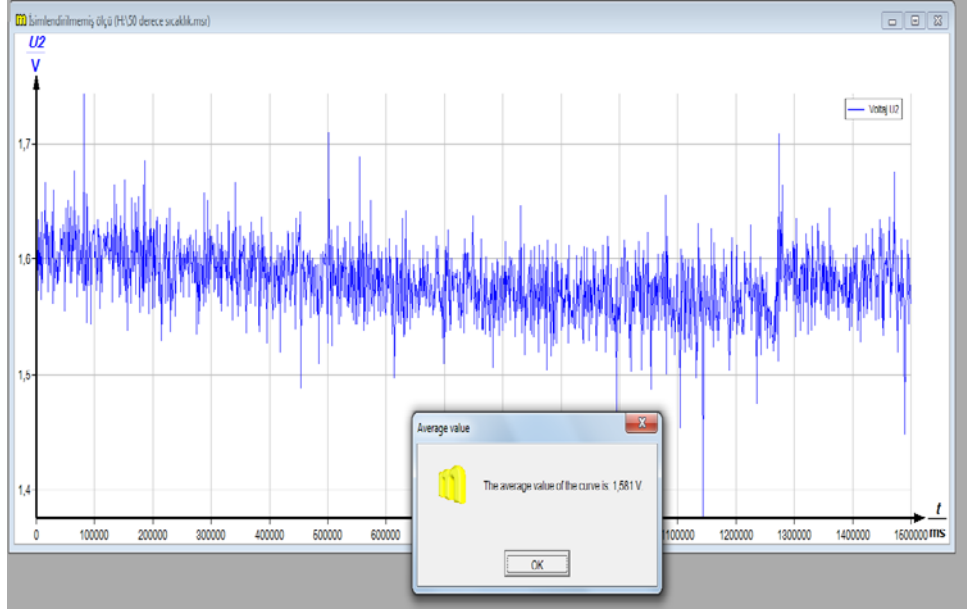 İsimlendirilmemiş ölçü (H:\50 derece sıcaklık.msr)
U2
V
Voltaj U2
1,7
1,6
1,5
1,4
Average value
The average value of the curve is: 1,581 V
OK
t
ms
0 100000 200000 300000 400000 500000 600000 1100000 1200000 1300000 1400000 1500000